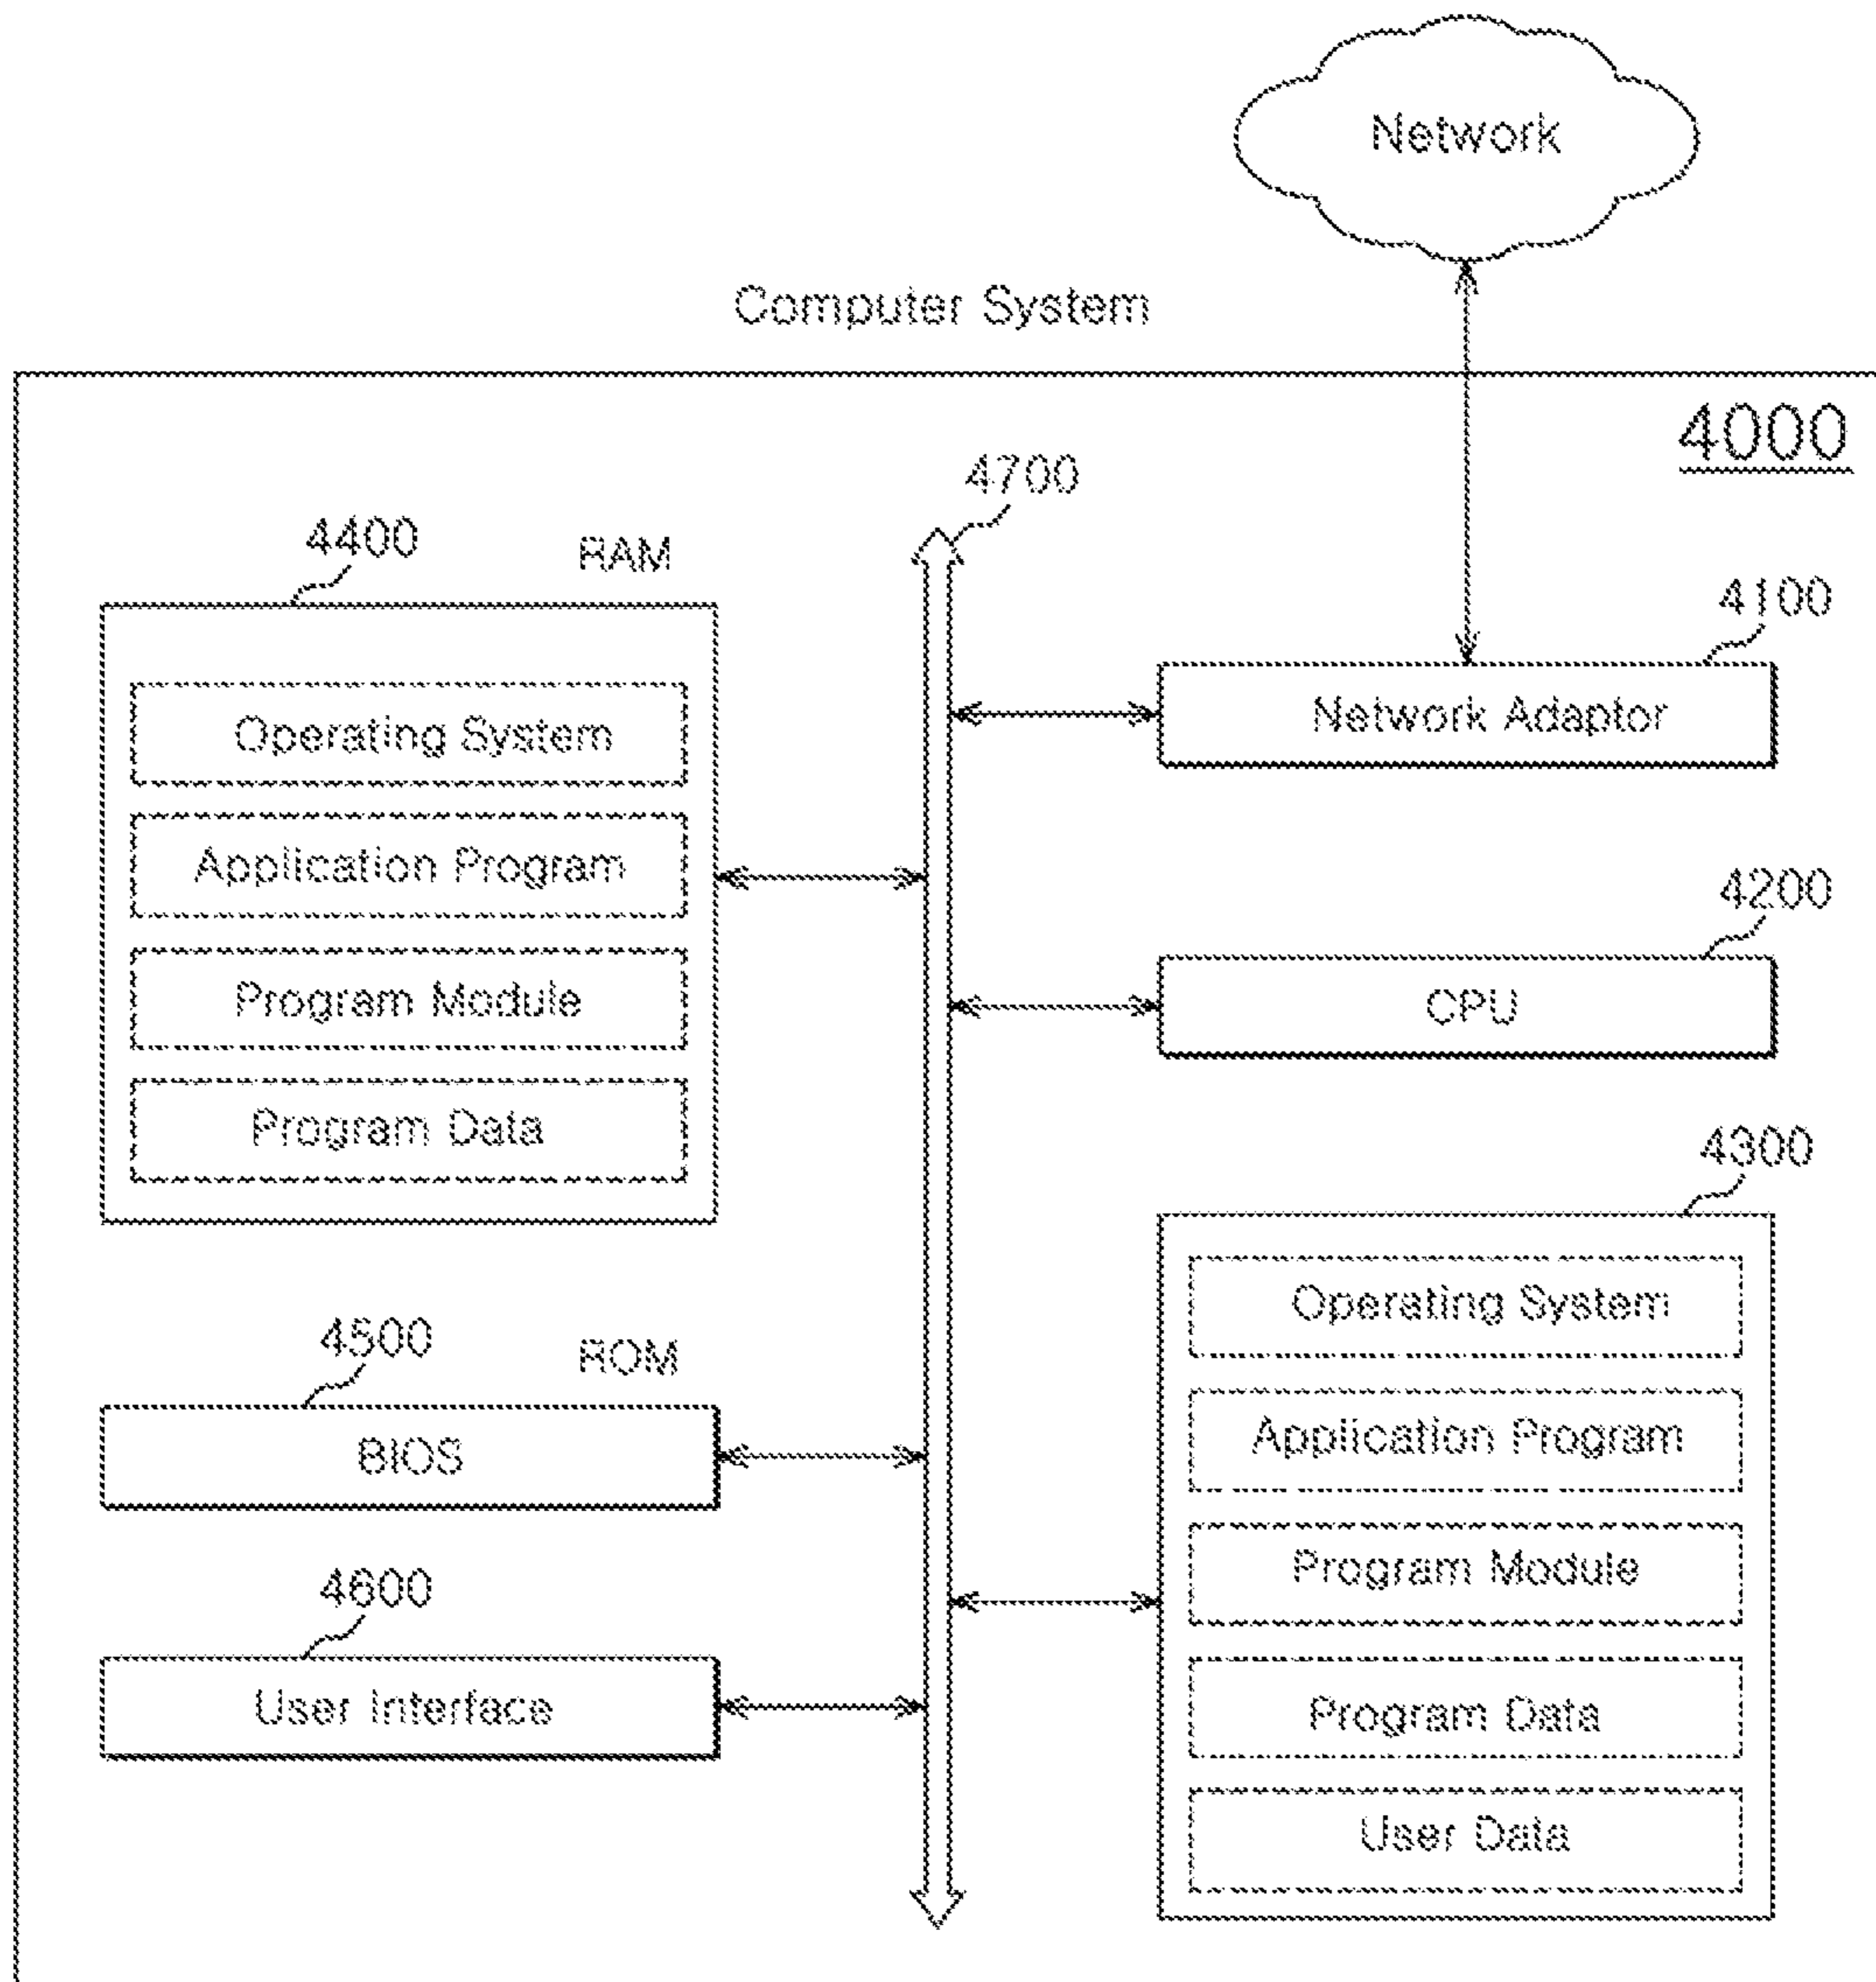 Network
Computer System
4000
4700
4400
RAM
Operating System
Application Program
Program Module
Program Data
4100
Network Adaptor
4200
CPU
4300
Operating System
Application Program
Program Module
Program Data
User Data
4500
ROM
BIOS
4600
User Interface